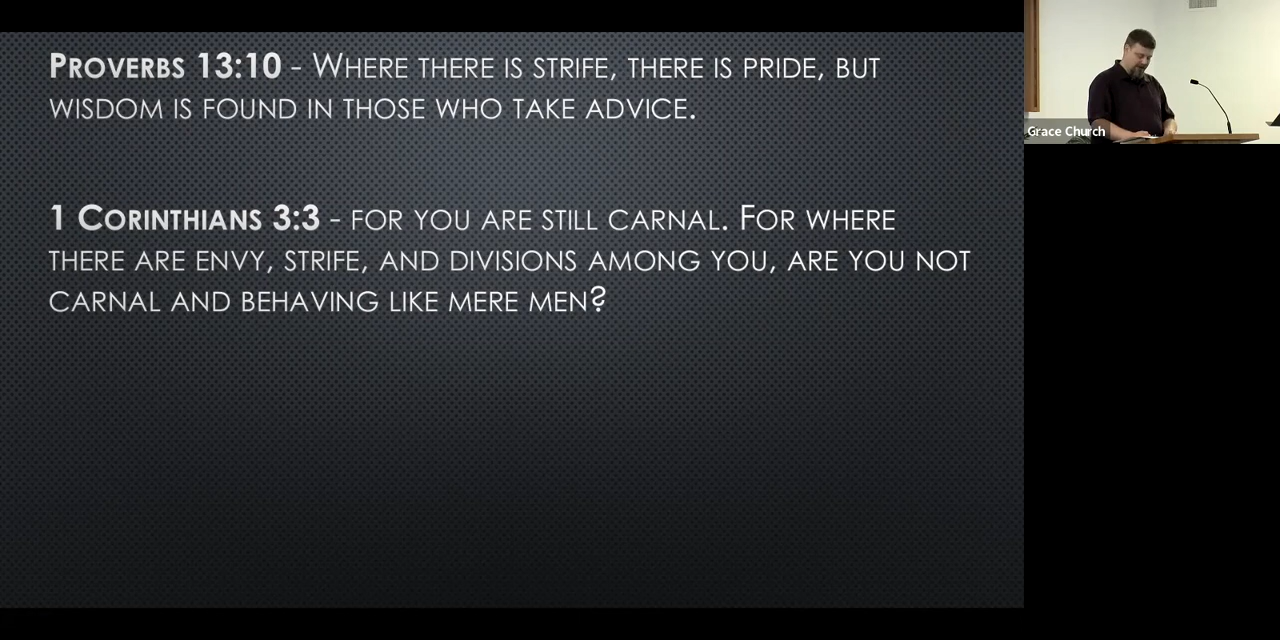 Proverbs 13:10 - Where there is strife, there is pride, but
wisdom is found in those who take advice.
1 Corinthians 3:3 - for you are still carnal. For where
there are envy, strife, and divisions among you, are you not
carnal and behaving like mere men?
Grace Church